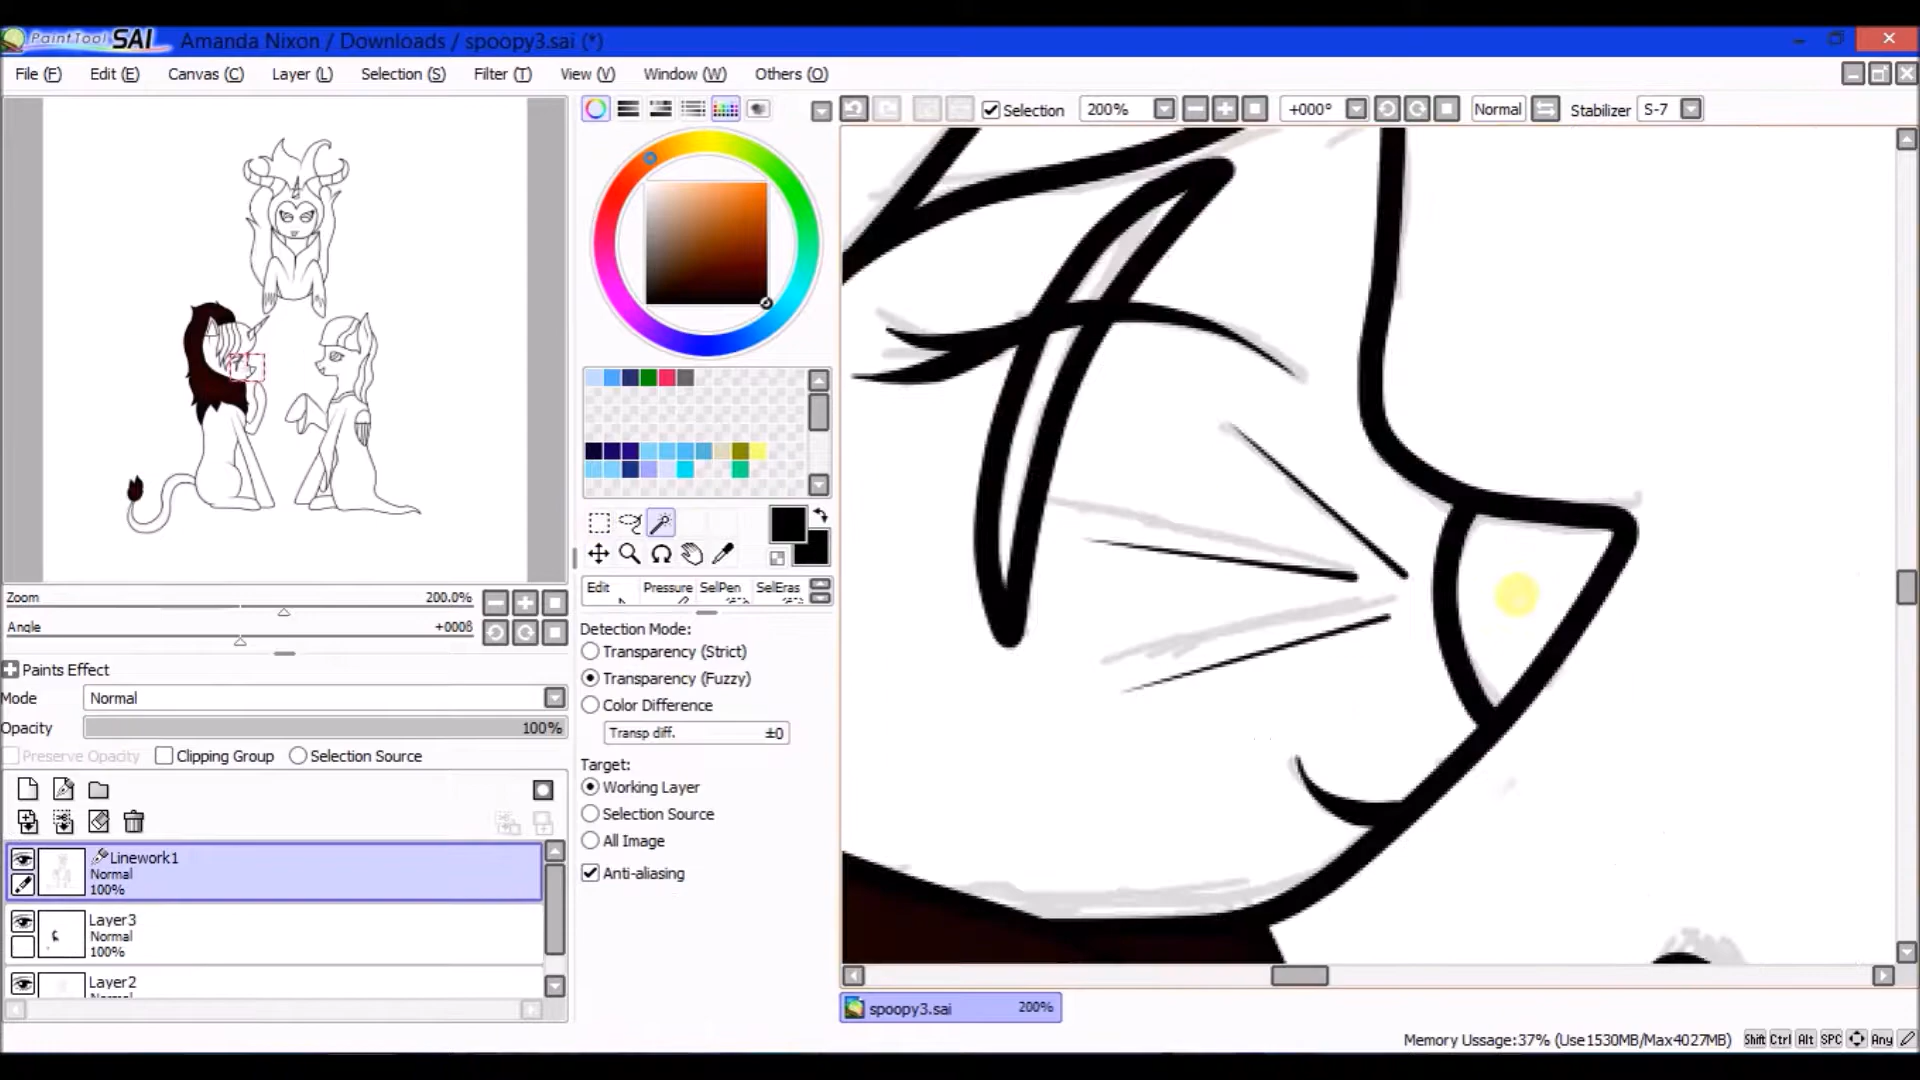 PaintTool SAI Amanda Nixon / Downloads / spoopy3.sai (*)
File (F) Edit (E) Canvas (C) Layer (L) Selection (S) Filter (T) View (V) Window (W) Others (O)
Selection 200% +000° Normal Stabilizer S-7
Zoom 200.0%
Angle +0008
Paints Effect
Mode Normal
Opacity 100%
Preserve Opacity Clipping Group Selection Source
Linework1
Normal
100%
Layer3
Normal
100%
Layer2
Normal
Edit Pressure SelPen SelEras
Detection Mode:
Transparency (Strict)
Transparency (Fuzzy)
Color Difference
Transp diff. ±0
Target:
Working Layer
Selection Source
All Image
Anti-aliasing
spoopy3.sai 200%
Memory Ussage:37% (Use1530MB/Max4027MB) Shift Ctrl Alt SPC Any